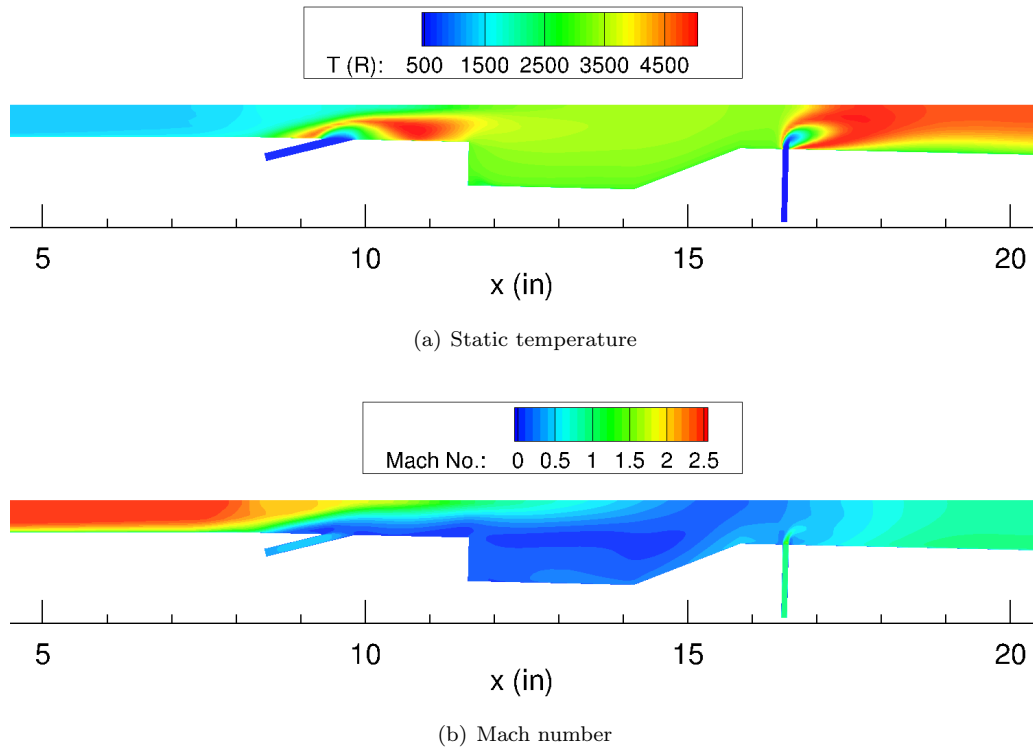 T (R): 500 1500 2500 3500 4500
5 10 15 20
x (in)
(a) Static temperature
Mach No.: 0 0.5 1 1.5 2 2.5
5 10 15 20
x (in)
(b) Mach number